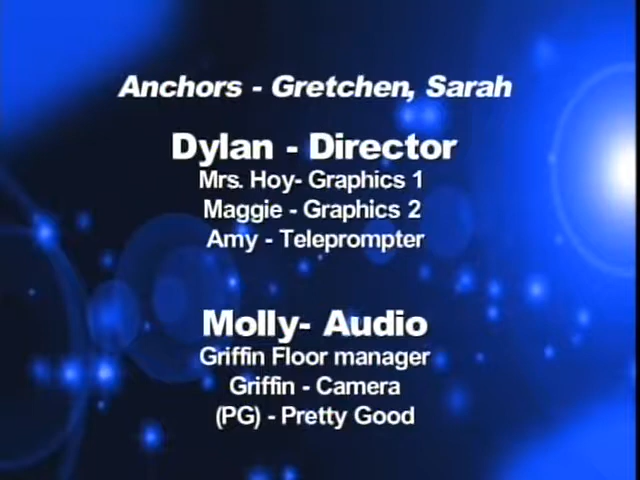 Anchors - Gretchen, Sarah
Dylan - Director
Mrs. Hoy- Graphics 1
Maggie - Graphics 2
Amy - Teleprompter
Molly- Audio
Griffin Floor manager
Griffin - Camera
(PG) - Pretty Good